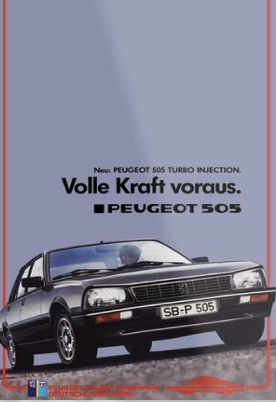 Neu: PEUGEOT 505 TURBO INJECTION.
Volle Kraft voraus.
PEUGEOT 505
SB-P 505